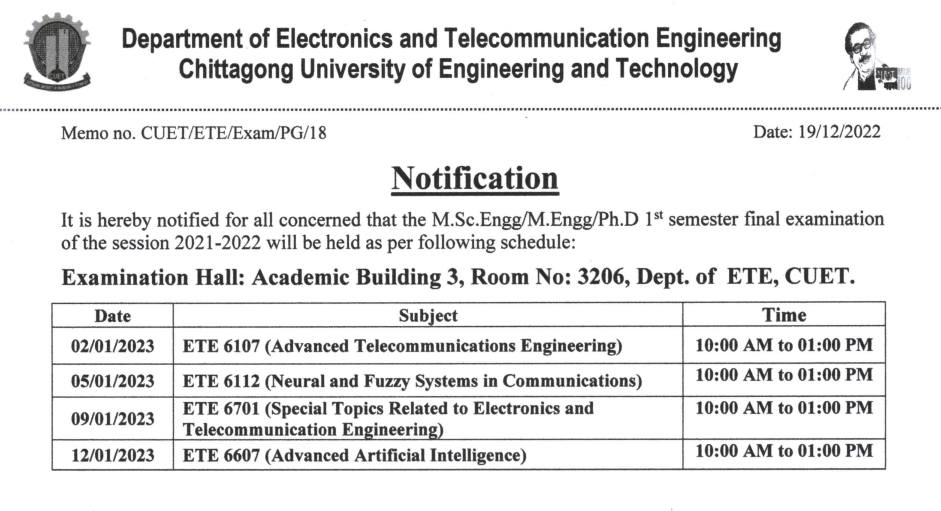 Department of Electronics and Telecommunication Engineering
Chittagong University of Engineering and Technology
CUET
মুজিব
100
Memo no. CUET/ETE/Exam/PG/18
Date: 19/12/2022
Notification
It is hereby notified for all concerned that the M.Sc.Engg/M.Engg/Ph.D 1st semester final examination
of the session 2021-2022 will be held as per following schedule:
Examination Hall: Academic Building 3, Room No: 3206, Dept. of ETE, CUET.
Date Subject Time
02/01/2023 ETE 6107 (Advanced Telecommunications Engineering) 10:00 AM to 01:00 PM
05/01/2023 ETE 6112 (Neural and Fuzzy Systems in Communications) 10:00 AM to 01:00 PM
09/01/2023 ETE 6701 (Special Topics Related to Electronics and 10:00 AM to 01:00 PM
Telecommunication Engineering)
12/01/2023 ETE 6607 (Advanced Artificial Intelligence) 10:00 AM to 01:00 PM